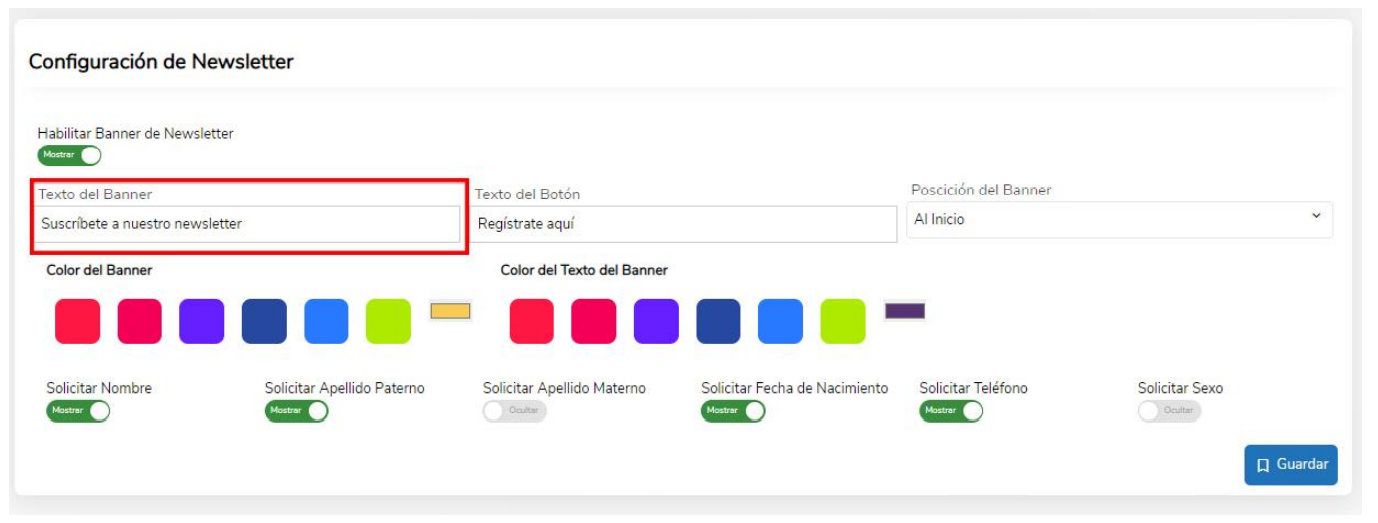 Configuración de Newsletter
Habilitar Banner de Newsletter
Mostrar
Texto del Banner
Texto del Botón
Poscición del Banner
Suscríbete a nuestro newsletter
Regístrate aquí
Al Inicio
Color del Banner
Color del Texto del Banner
Solicitar Nombre
Solicitar Apellido Paterno
Solicitar Apellido Materno
Solicitar Fecha de Nacimiento
Solicitar Teléfono
Solicitar Sexo
Mostrar
Mostrar
Ocultar
Mostrar
Mostrar
Ocultar
Guardar